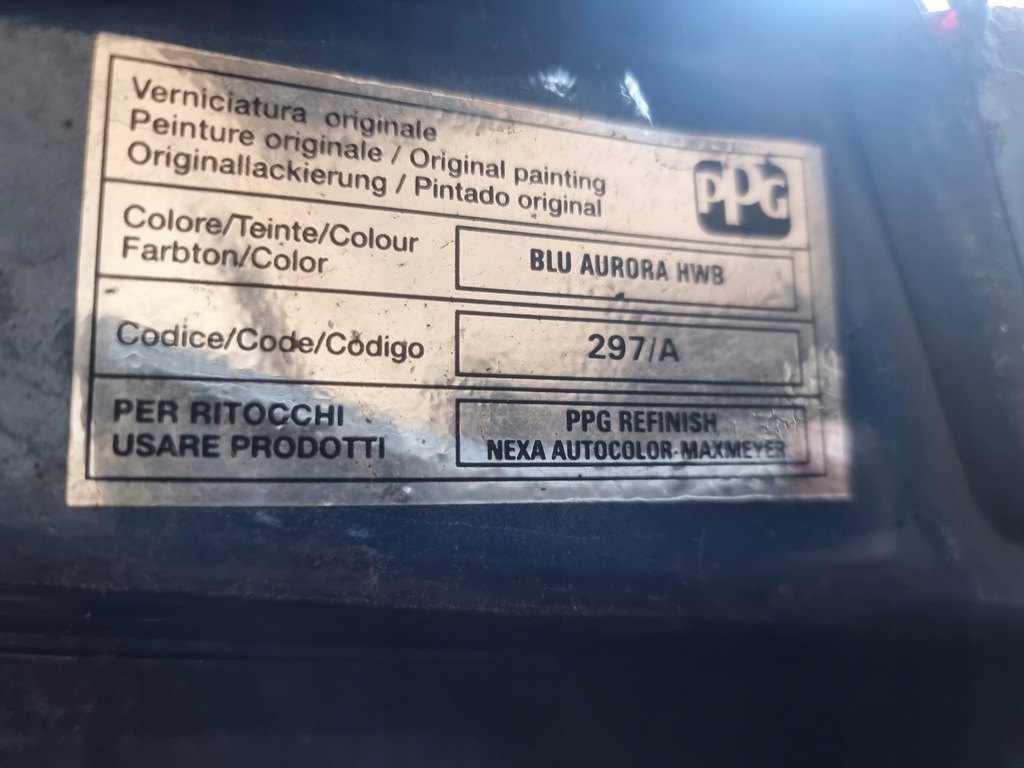 Verniciatura originale
Peinture originale / Original painting
Originallackierung / Pintado original
PPG
Colore/Teinte/Colour
Farbton/Color
BLU AURORA HWB
Codice/Code/Código
297/A
PER RITOCCHI
USARE PRODOTTI
PPG REFINISH
NEXA AUTOCOLOR-MAXMEYER